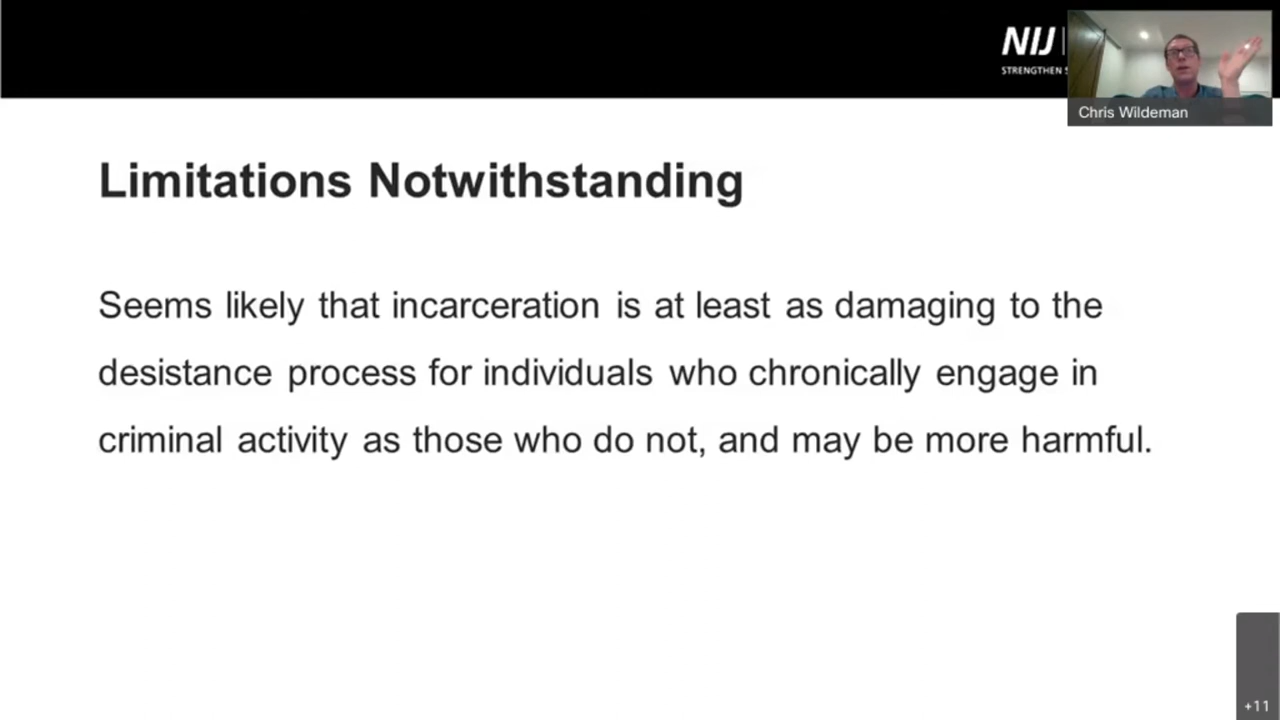 NIJ
STRENGTHEN
Chris Wildeman
Limitations Notwithstanding
Seems likely that incarceration is at least as damaging to the
desistance process for individuals who chronically engage in
criminal activity as those who do not, and may be more harmful.
+11